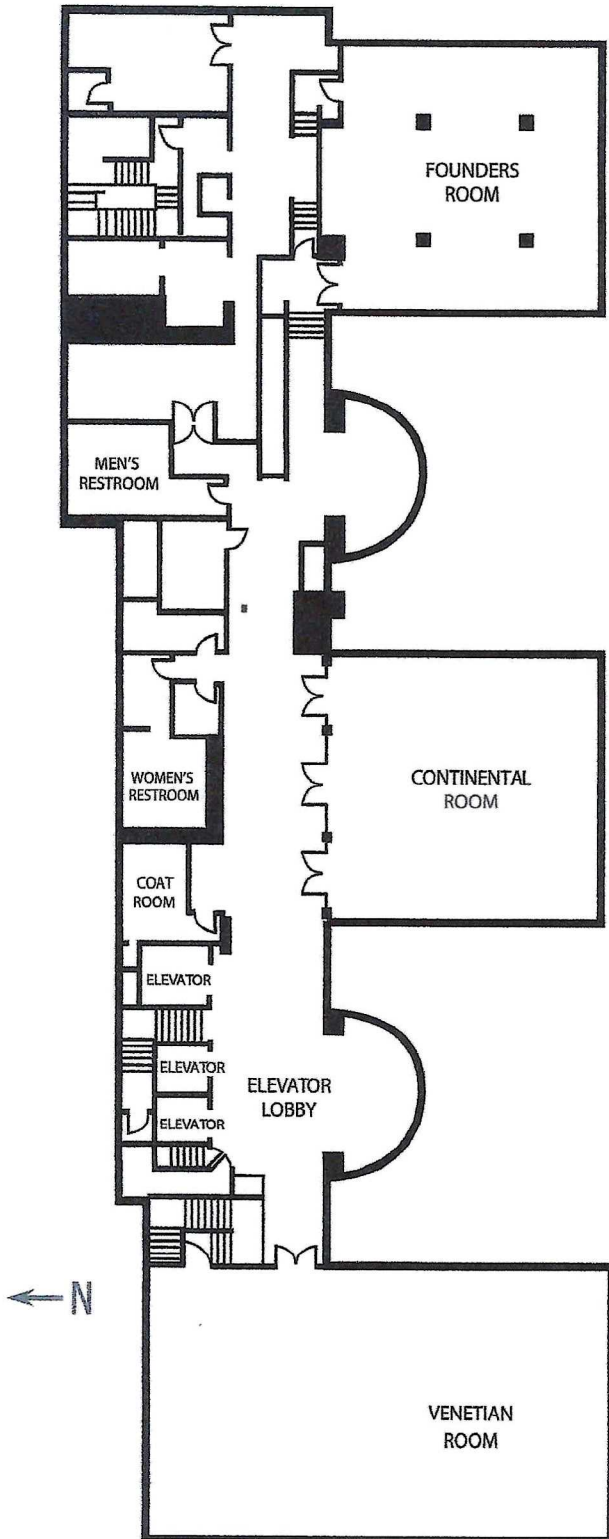 FOUNDERS
ROOM
MEN'S
RESTROOM
CONTINENTAL
ROOM
WOMEN'S
RESTROOM
COAT
ROOM
ELEVATOR
ELEVATOR
ELEVATOR
LOBBY
ELEVATOR
N
VENETIAN
ROOM